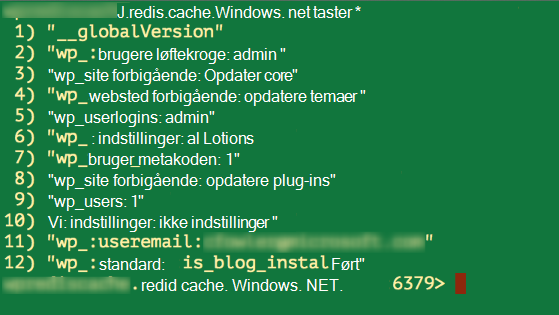 J.redis.cache.Windows. net taster *
1) "__globalVersion"
2) "wp_:brugere løftekroge: admin "
3) "wp_site forbigående: Opdater core"
4) "wp_websted forbigående: opdatere temaer "
5) "wp_userlogins: admin"
6) "wp_ : indstillinger: al Lotions
7) "wp_bruger_metakoden: 1"
8) "wp_site forbigående: opdatere plug-ins"
9) "wp_users: 1"
10) Vi: indstillinger: ikke indstillinger "
11) "wp_:useremail: "
12) "wp_:standard: is_blog_instal Ført"
. redid cache. Windows. NET. 6379>